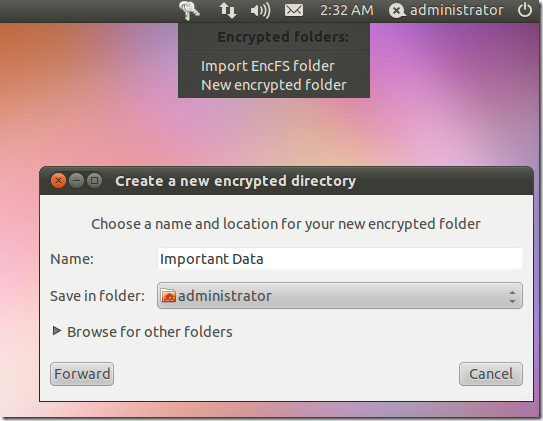 2:32 AM administrator
Encrypted folders:
Import EncFS folder
New encrypted folder
Create a new encrypted directory
Choose a name and location for your new encrypted folder
Name: Important Data
Save in folder: administrator
Browse for other folders
Forward Cancel